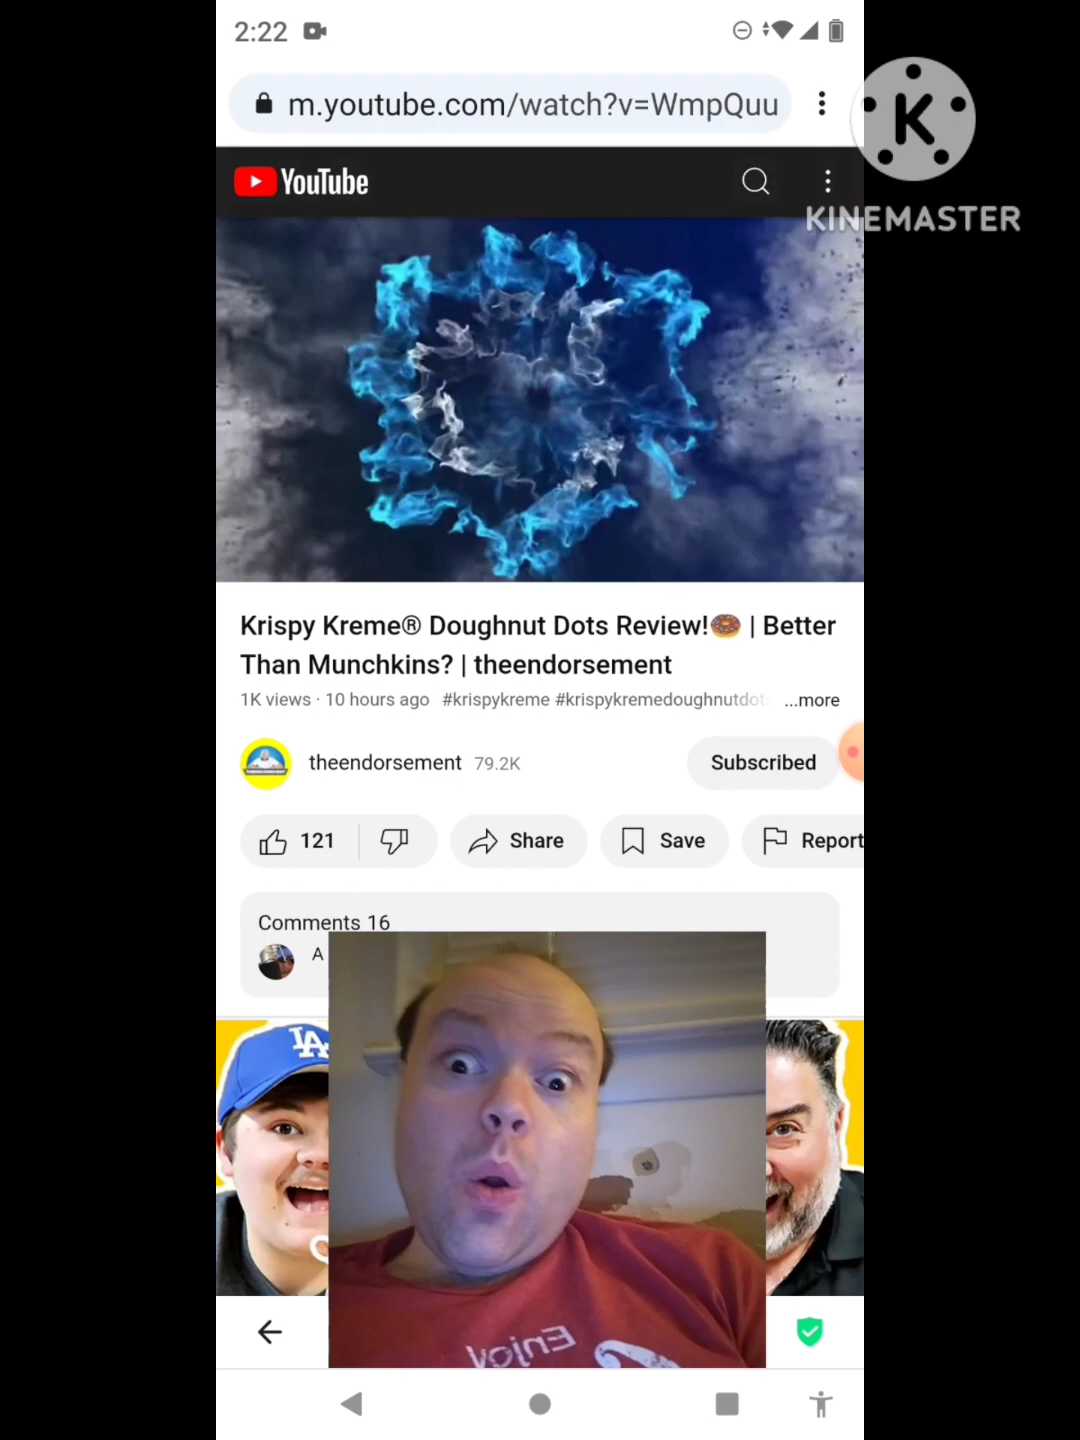 2:22
m.youtube.com/watch?v=WmpQuu
K
KINEMASTER
YouTube
Krispy Kreme® Doughnut Dots Review!🍩 | Better
Than Munchkins? | theendorsement
1K views · 10 hours ago #krispykreme #krispykremedoughnutdots ...more
theendorsement 79.2K
Subscribed
121
Share
Save
Report
Comments 16
A
LA
Enjoy